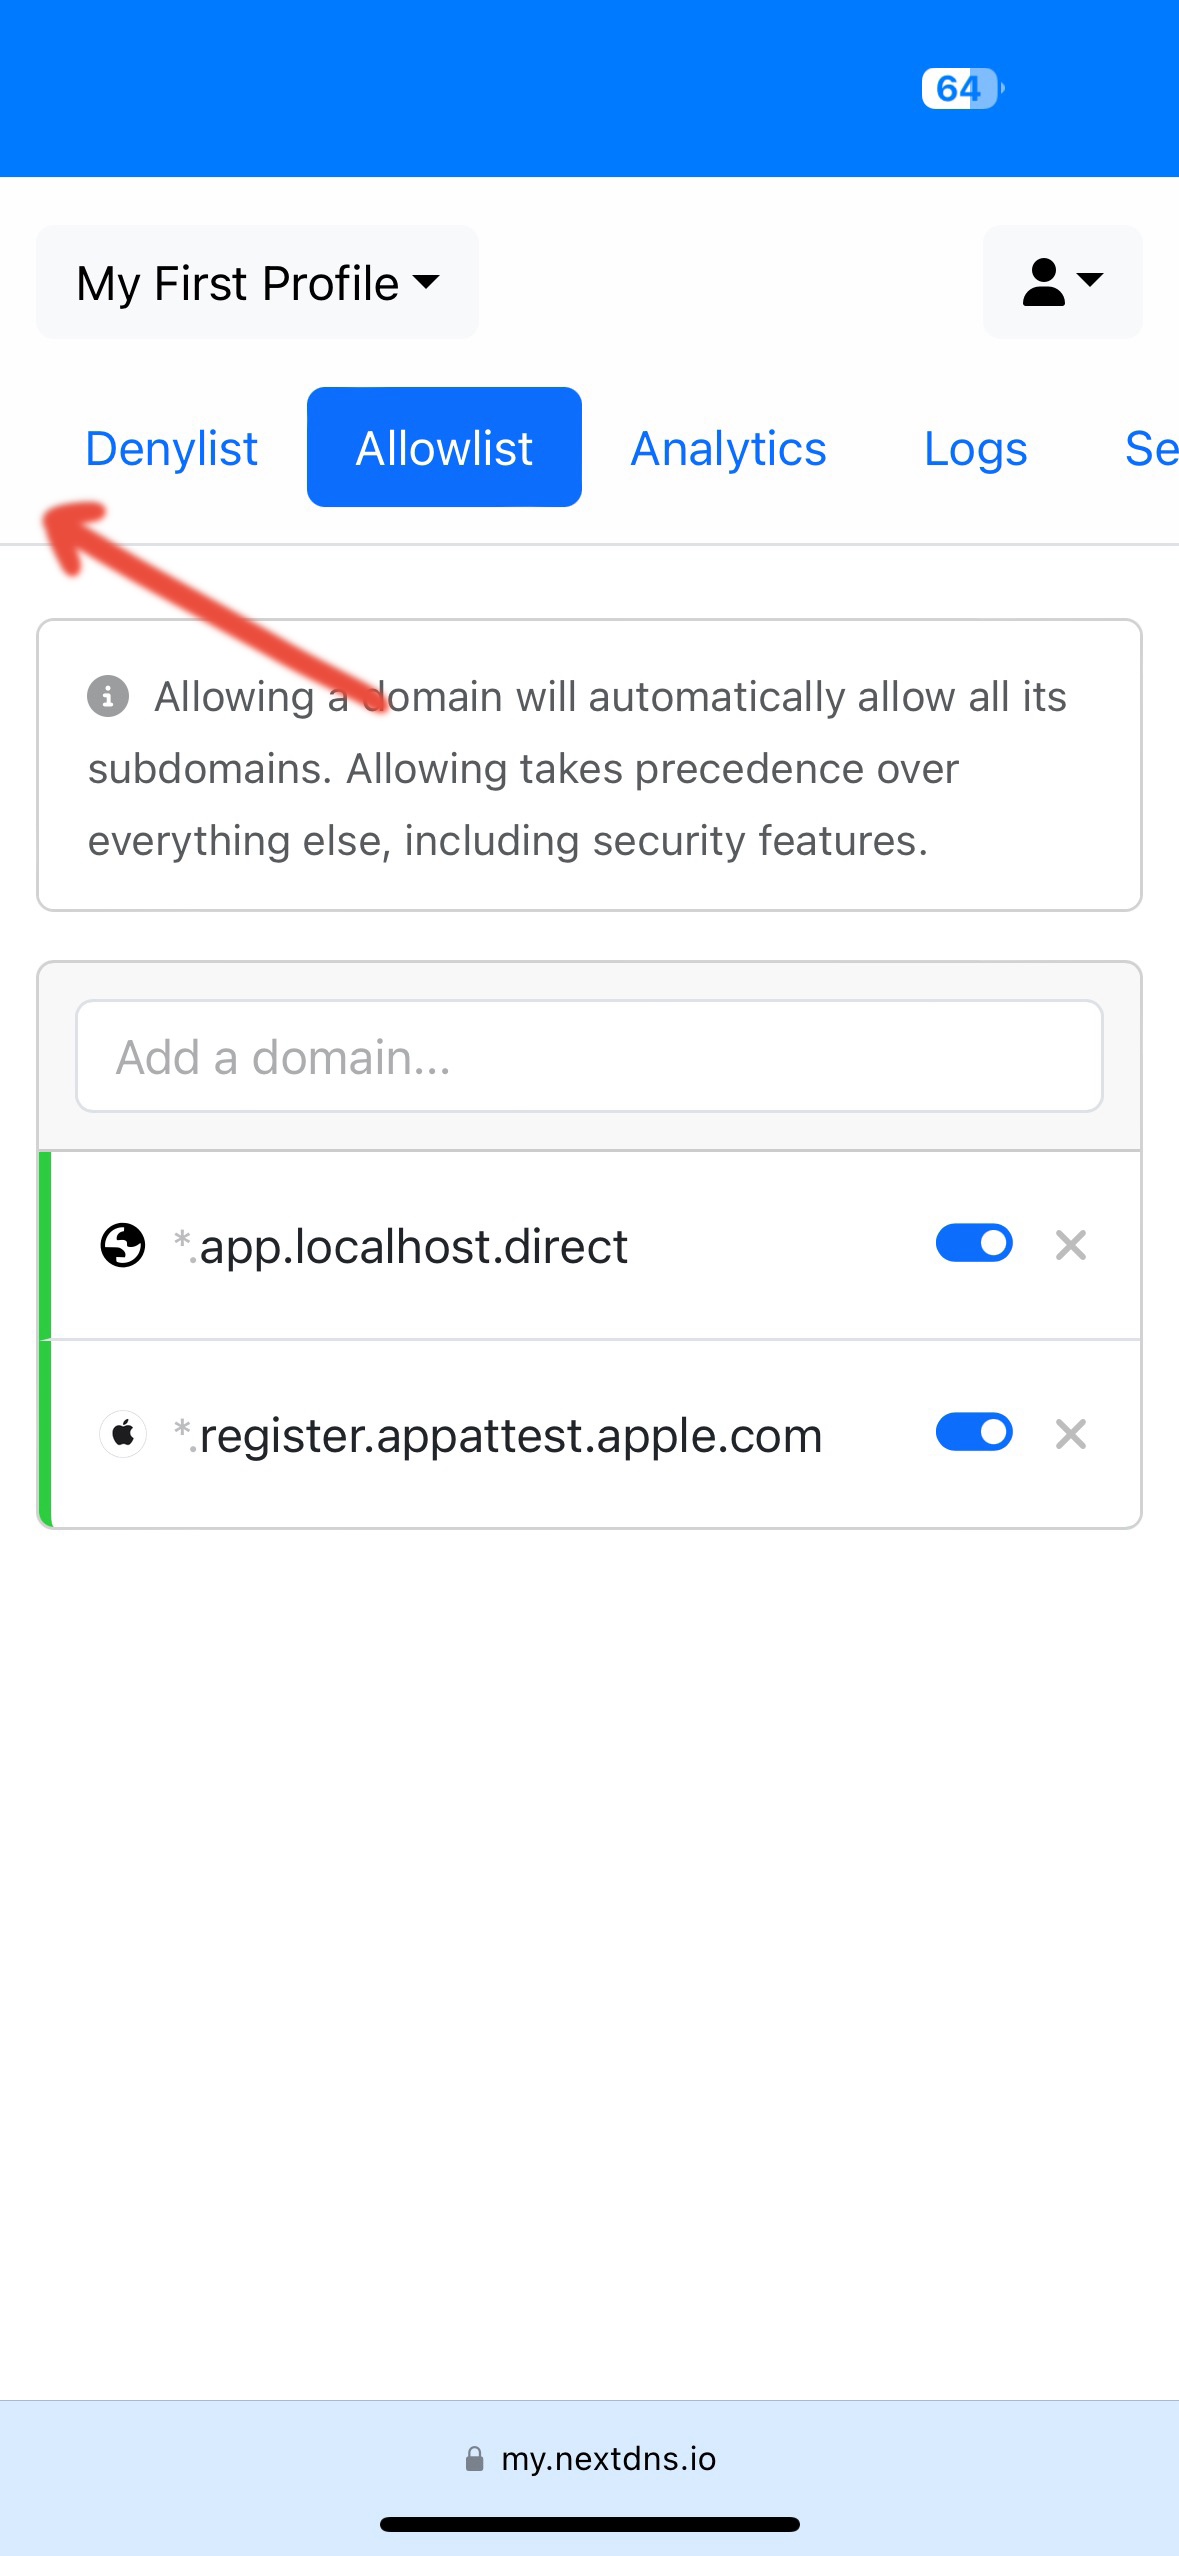 64
My First Profile
Denylist Allowlist Analytics Logs Se
Allowing a domain will automatically allow all its
subdomains. Allowing takes precedence over
everything else, including security features.
Add a domain...
*.app.localhost.direct
*.register.appattest.apple.com
my.nextdns.io